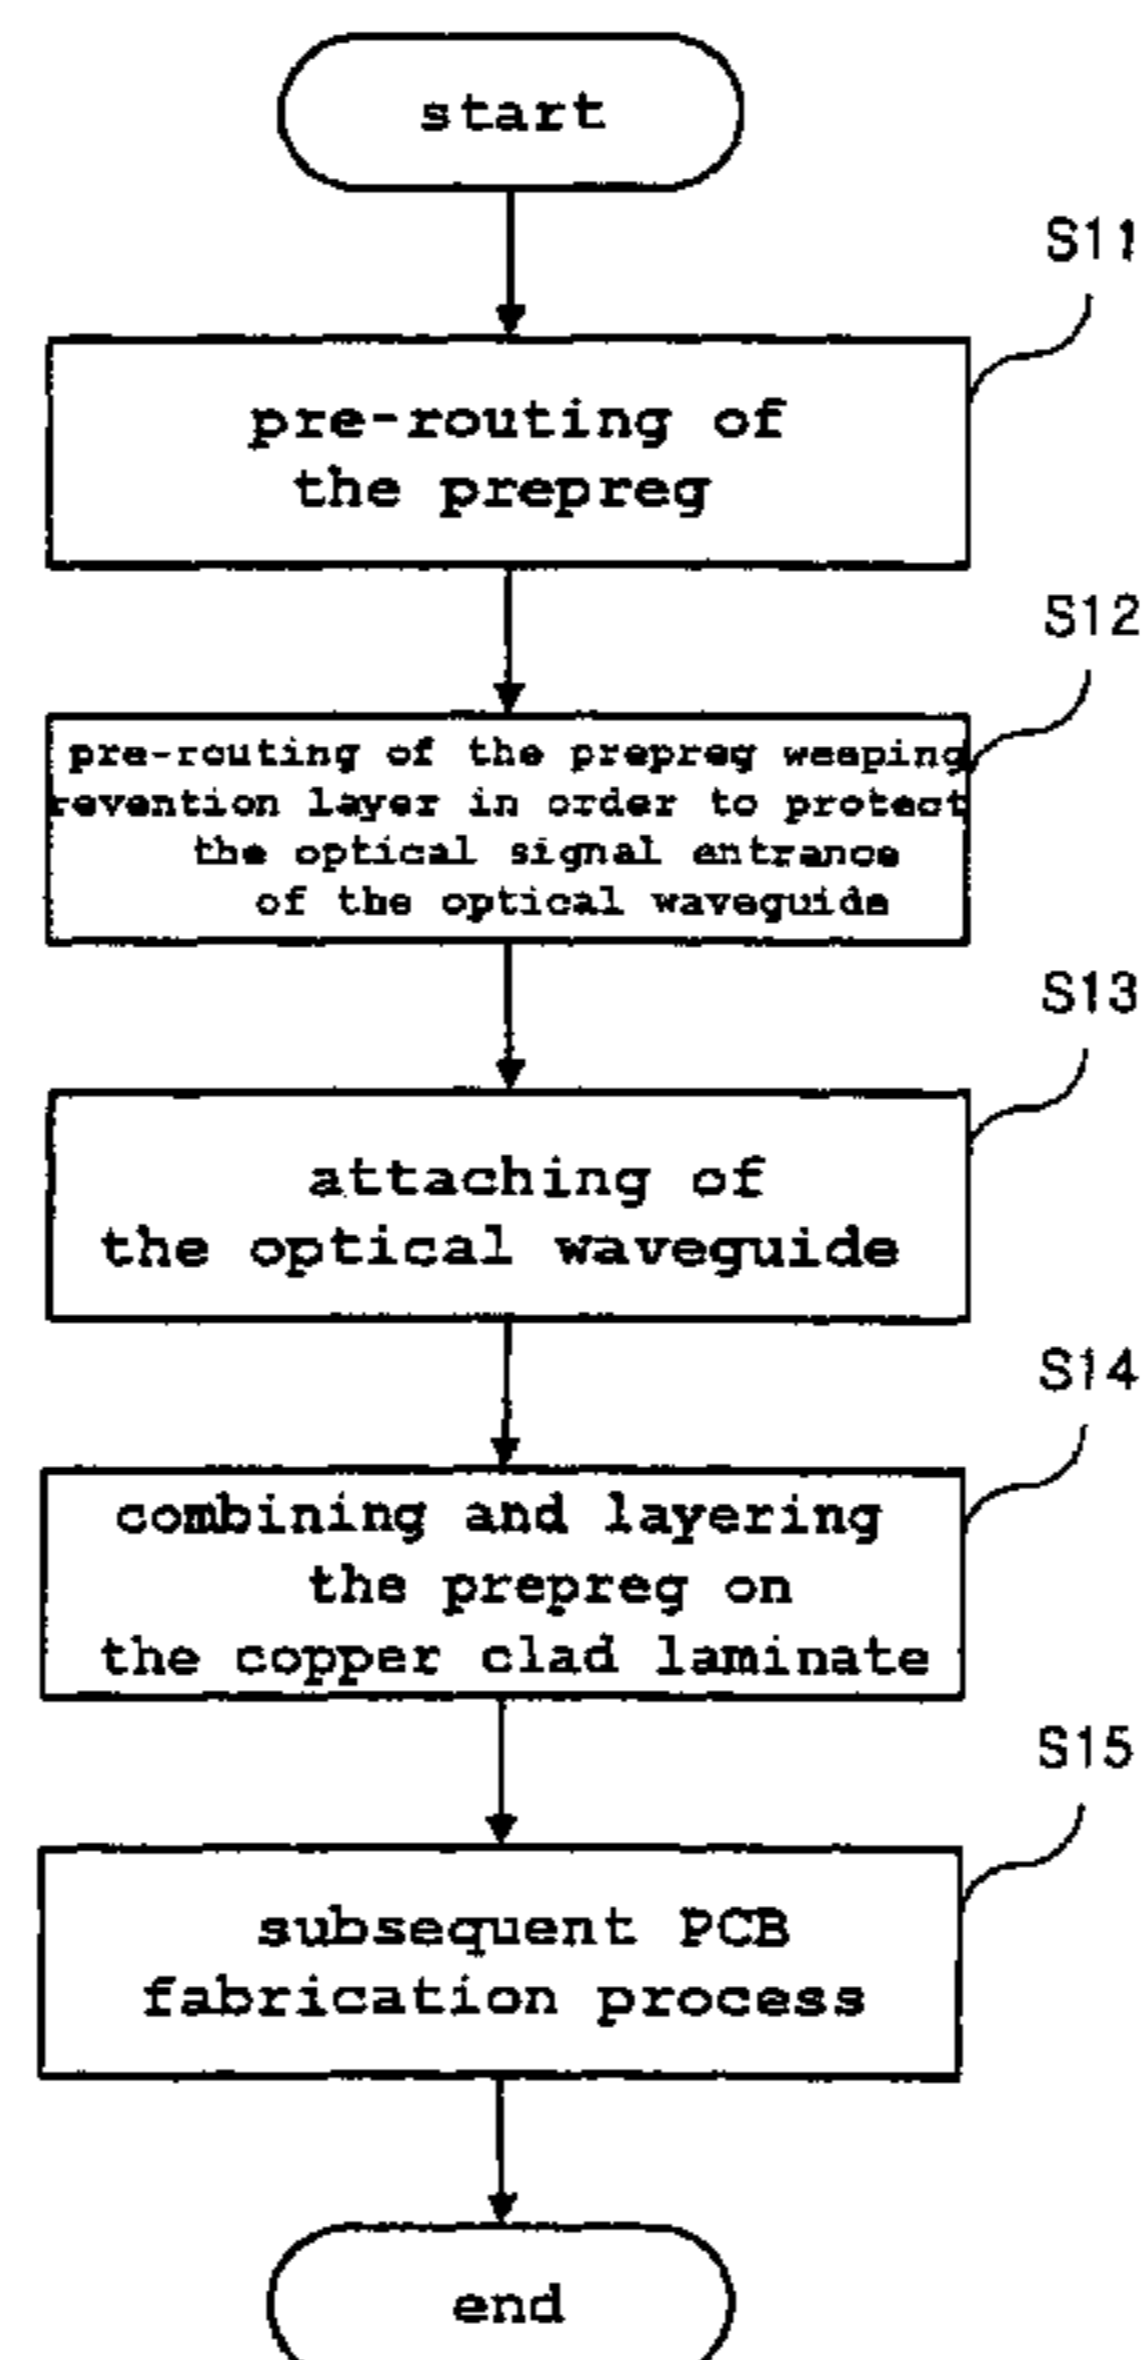 start
S11
pre-routing of
the prepreg
S12
pre-routing of the prepreg weeping
revention layer in order to protect
the optical signal entrance
of the optical waveguide
S13
attaching of
the optical waveguide
S14
combining and layering
the prepreg on
the copper clad laminate
S15
subsequent PCB
fabrication process
end